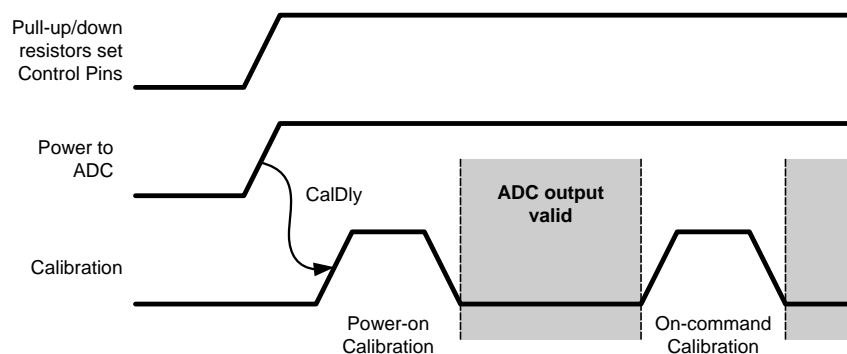 Pull-up/down
resistors set
Control Pins
Power to
ADC
CalDly
ADC output
valid
Calibration
Power-on
Calibration
On-command
Calibration